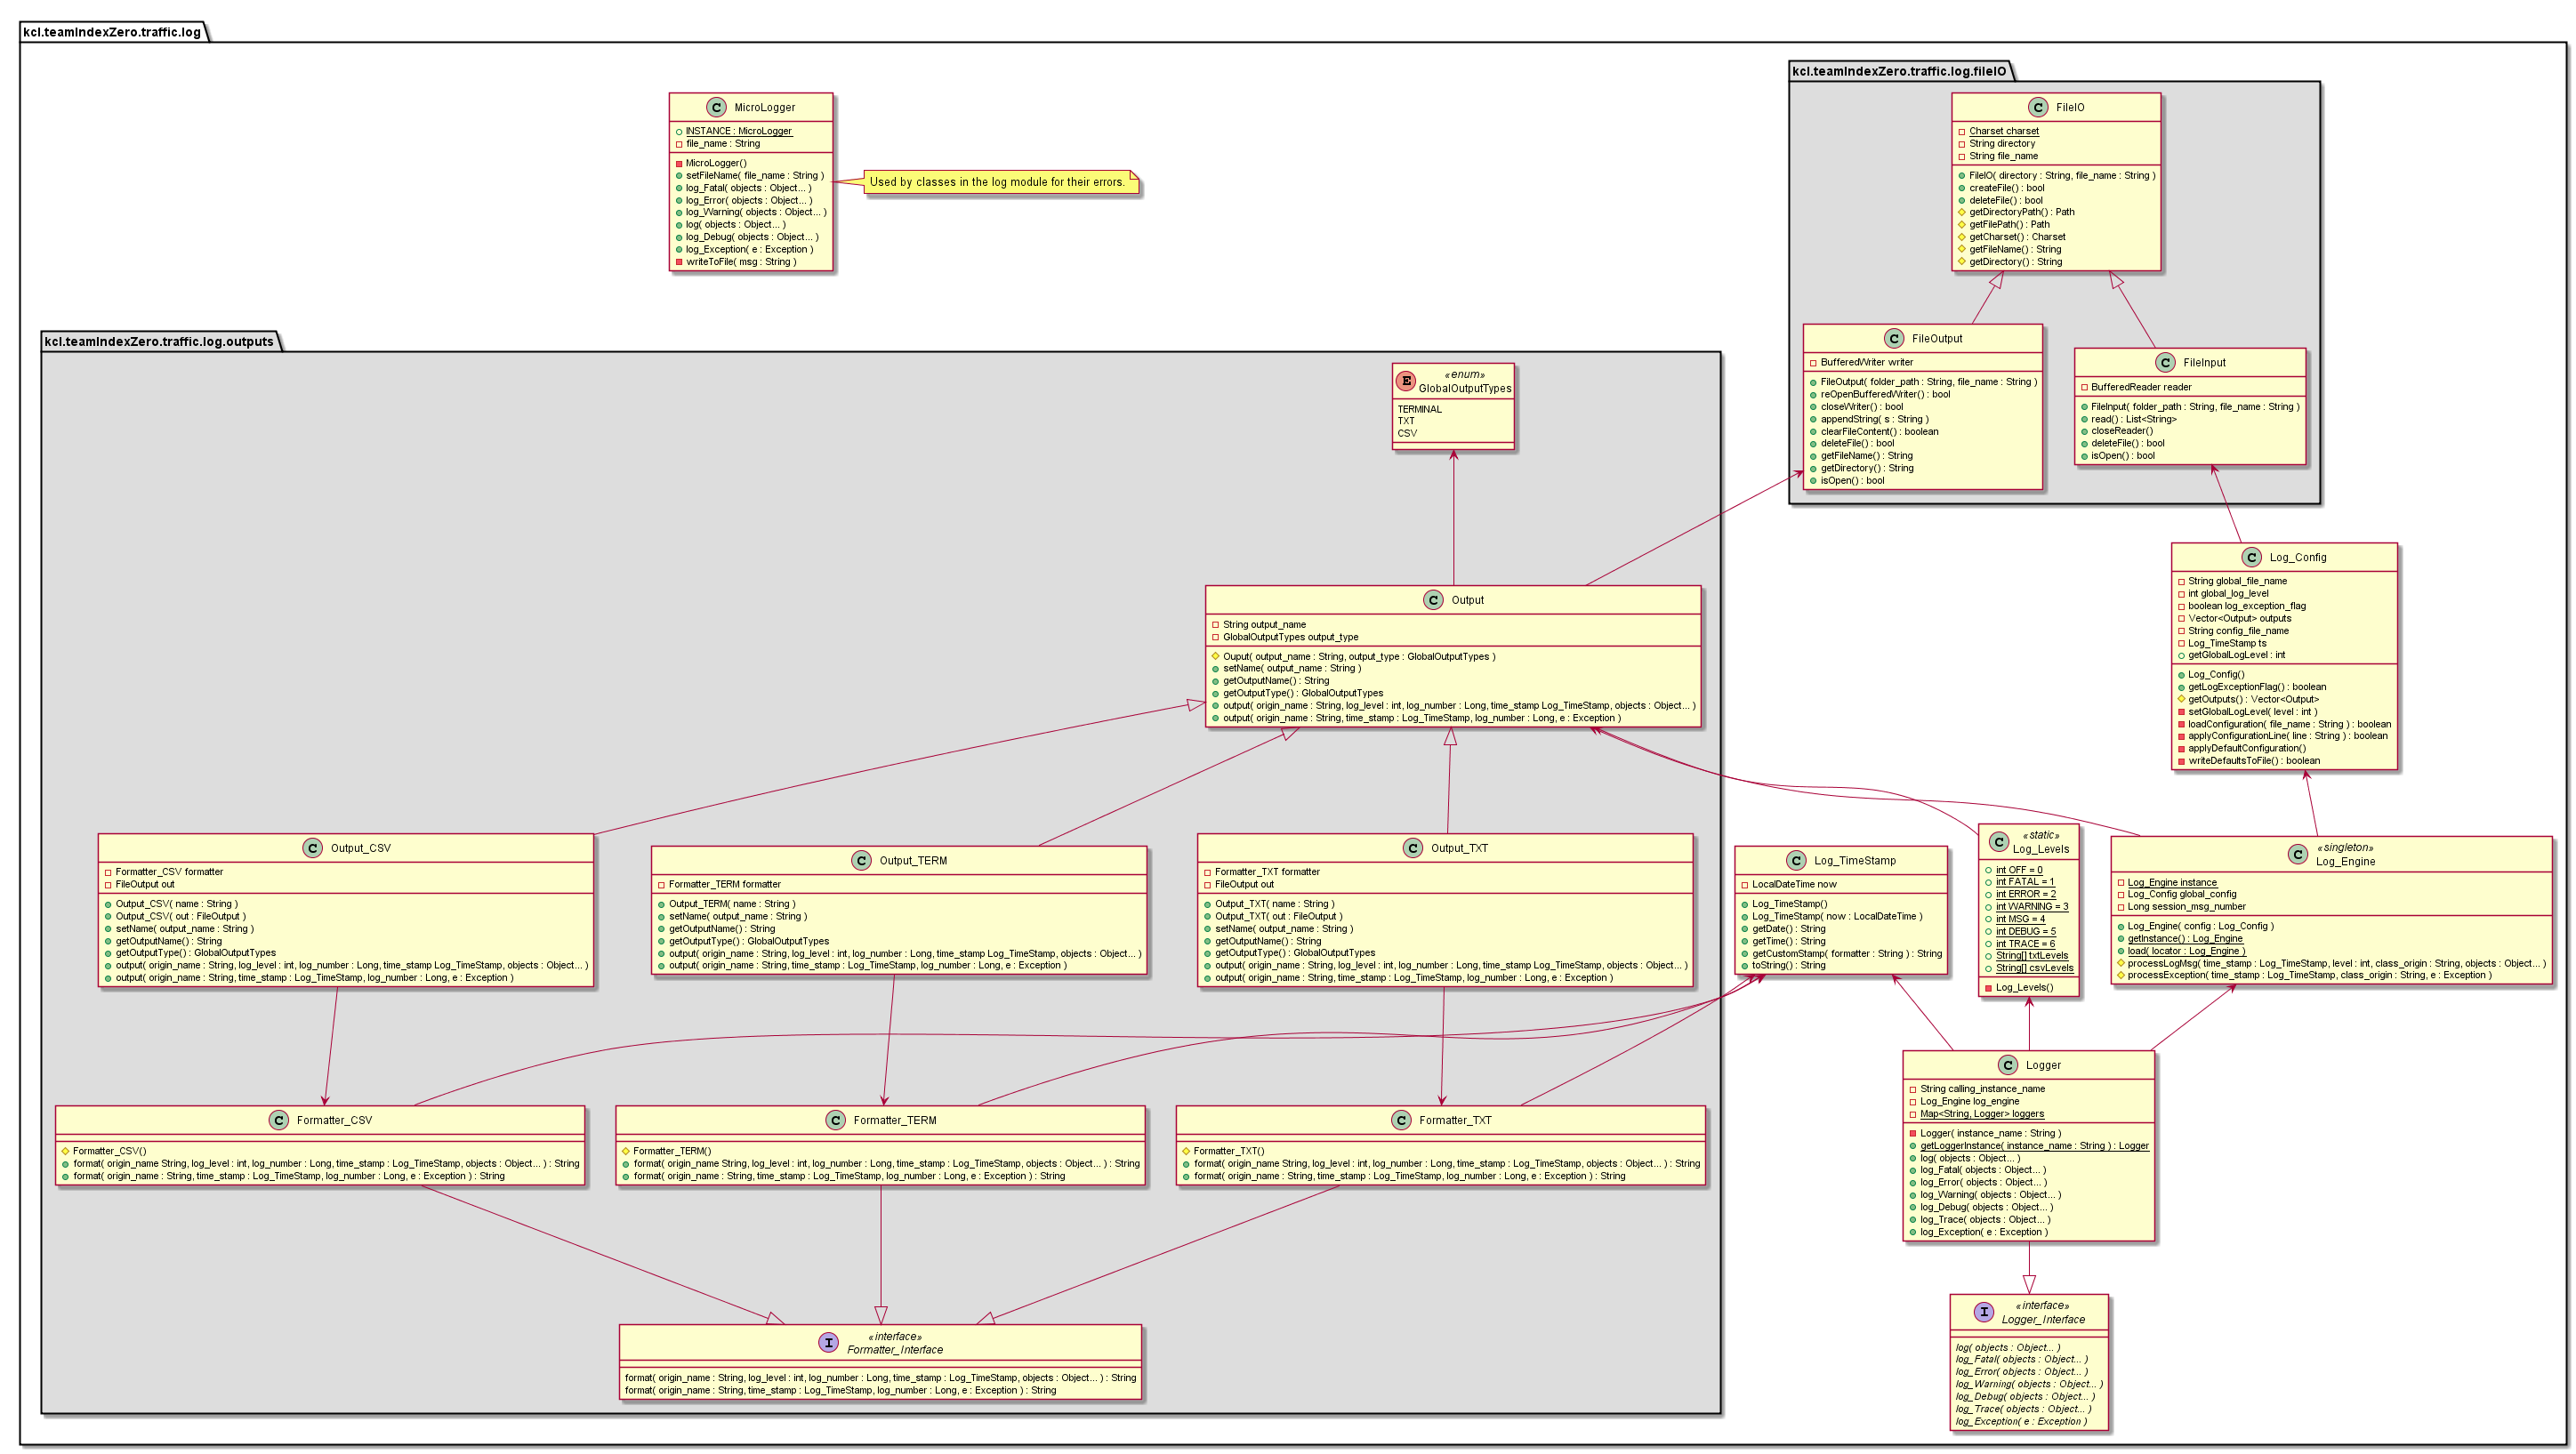 kcl.teamIndexZero.traffic.log
MicroLogger
INSTANCE : MicroLogger
file_name : String
MicroLogger()
setFileName( file_name : String )
log_Fatal( objects : Object... )
log_Error( objects : Object... )
log_Warning( objects : Object... )
log( objects : Object... )
log_Debug( objects : Object... )
log_Exception( e : Exception )
writeToFile( msg : String )
Used by classes in the log module for their errors.
kcl.teamIndexZero.traffic.log.fileIO
FileIO
Charset charset
String directory
String file_name
FileIO( directory : String, file_name : String )
createFile() : bool
deleteFile() : bool
getDirectoryPath() : Path
getFilePath() : Path
getCharset() : Charset
getFileName() : String
getDirectory() : String
FileOutput
BufferedWriter writer
FileOutput( folder_path : String, file_name : String )
reOpenBufferedWriter() : bool
closeWriter() : bool
appendString( s : String )
clearFileContent() : boolean
deleteFile() : bool
getFileName() : String
getDirectory() : String
isOpen() : bool
FileInput
BufferedReader reader
FileInput( folder_path : String, file_name : String )
read() : List<String>
closeReader()
deleteFile() : bool
isOpen() : bool
kcl.teamIndexZero.traffic.log.outputs
«enum»
GlobalOutputTypes
TERMINAL
TXT
CSV
Output
String output_name
GlobalOutputTypes output_type
Ouput( output_name : String, output_type : GlobalOutputTypes )
setName( output_name : String )
getOutputName() : String
getOutputType() : GlobalOutputTypes
output( origin_name : String, log_level : int, log_number : Long, time_stamp Log_TimeStamp, objects : Object... )
output( origin_name : String, time_stamp : Log_TimeStamp, log_number : Long, e : Exception )
Log_Config
String global_file_name
int global_log_level
boolean log_exception_flag
Vector<Output> outputs
String config_file_name
Log_TimeStamp ts
getGlobalLogLevel : int
Log_Config()
getLogExceptionFlag() : boolean
getOutputs() : Vector<Output>
setGlobalLogLevel( level : int )
loadConfiguration( file_name : String ) : boolean
applyConfigurationLine( line : String ) : boolean
applyDefaultConfiguration()
writeDefaultsToFile() : boolean
Output_CSV
Formatter_CSV formatter
FileOutput out
Output_CSV( name : String )
Output_CSV( out : FileOutput )
setName( output_name : String )
getOutputName() : String
getOutputType() : GlobalOutputTypes
output( origin_name : String, log_level : int, log_number : Long, time_stamp Log_TimeStamp, objects : Object... )
output( origin_name : String, time_stamp : Log_TimeStamp, log_number : Long, e : Exception )
Output_TERM
Formatter_TERM formatter
Output_TERM( name : String )
setName( output_name : String )
getOutputName() : String
getOutputType() : GlobalOutputTypes
output( origin_name : String, log_level : int, log_number : Long, time_stamp Log_TimeStamp, objects : Object... )
output( origin_name : String, time_stamp : Log_TimeStamp, log_number : Long, e : Exception )
Output_TXT
Formatter_TXT formatter
FileOutput out
Output_TXT( name : String )
Output_TXT( out : FileOutput )
setName( output_name : String )
getOutputName() : String
getOutputType() : GlobalOutputTypes
output( origin_name : String, log_level : int, log_number : Long, time_stamp Log_TimeStamp, objects : Object... )
output( origin_name : String, time_stamp : Log_TimeStamp, log_number : Long, e : Exception )
Log_TimeStamp
LocalDateTime now
Log_TimeStamp()
Log_TimeStamp( now : LocalDateTime )
getDate() : String
getTime() : String
getCustomStamp( formatter : String ) : String
toString() : String
«static»
Log_Levels
int OFF = 0
int FATAL = 1
int ERROR = 2
int WARNING = 3
int MSG = 4
int DEBUG = 5
int TRACE = 6
String[] txtLevels
String[] csvLevels
Log_Levels()
«singleton»
Log_Engine
Log_Engine instance
Log_Config global_config
Long session_msg_number
Log_Engine( config : Log_Config )
getInstance() : Log_Engine
load( locator : Log_Engine )
processLogMsg( time_stamp : Log_TimeStamp, level : int, class_origin : String, objects : Object... )
processException( time_stamp : Log_TimeStamp, class_origin : String, e : Exception )
Formatter_CSV
Formatter_CSV()
format( origin_name String, log_level : int, log_number : Long, time_stamp : Log_TimeStamp, objects : Object... ) : String
format( origin_name : String, time_stamp : Log_TimeStamp, log_number : Long, e : Exception ) : String
Formatter_TERM
Formatter_TERM()
format( origin_name String, log_level : int, log_number : Long, time_stamp : Log_TimeStamp, objects : Object... ) : String
format( origin_name : String, time_stamp : Log_TimeStamp, log_number : Long, e : Exception ) : String
Formatter_TXT
Formatter_TXT()
format( origin_name String, log_level : int, log_number : Long, time_stamp : Log_TimeStamp, objects : Object... ) : String
format( origin_name : String, time_stamp : Log_TimeStamp, log_number : Long, e : Exception ) : String
Logger
String calling_instance_name
Log_Engine log_engine
Map<String, Logger> loggers
Logger( instance_name : String )
getLoggerInstance( instance_name : String ) : Logger
log( objects : Object... )
log_Fatal( objects : Object... )
log_Error( objects : Object... )
log_Warning( objects : Object... )
log_Debug( objects : Object... )
log_Trace( objects : Object... )
log_Exception( e : Exception )
«interface»
Formatter_Interface
format( origin_name : String, log_level : int, log_number : Long, time_stamp : Log_TimeStamp, objects : Object... ) : String
format( origin_name : String, time_stamp : Log_TimeStamp, log_number : Long, e : Exception ) : String
«interface»
Logger_Interface
log( objects : Object... )
log_Fatal( objects : Object... )
log_Error( objects : Object... )
log_Warning( objects : Object... )
log_Debug( objects : Object... )
log_Trace( objects : Object... )
log_Exception( e : Exception )